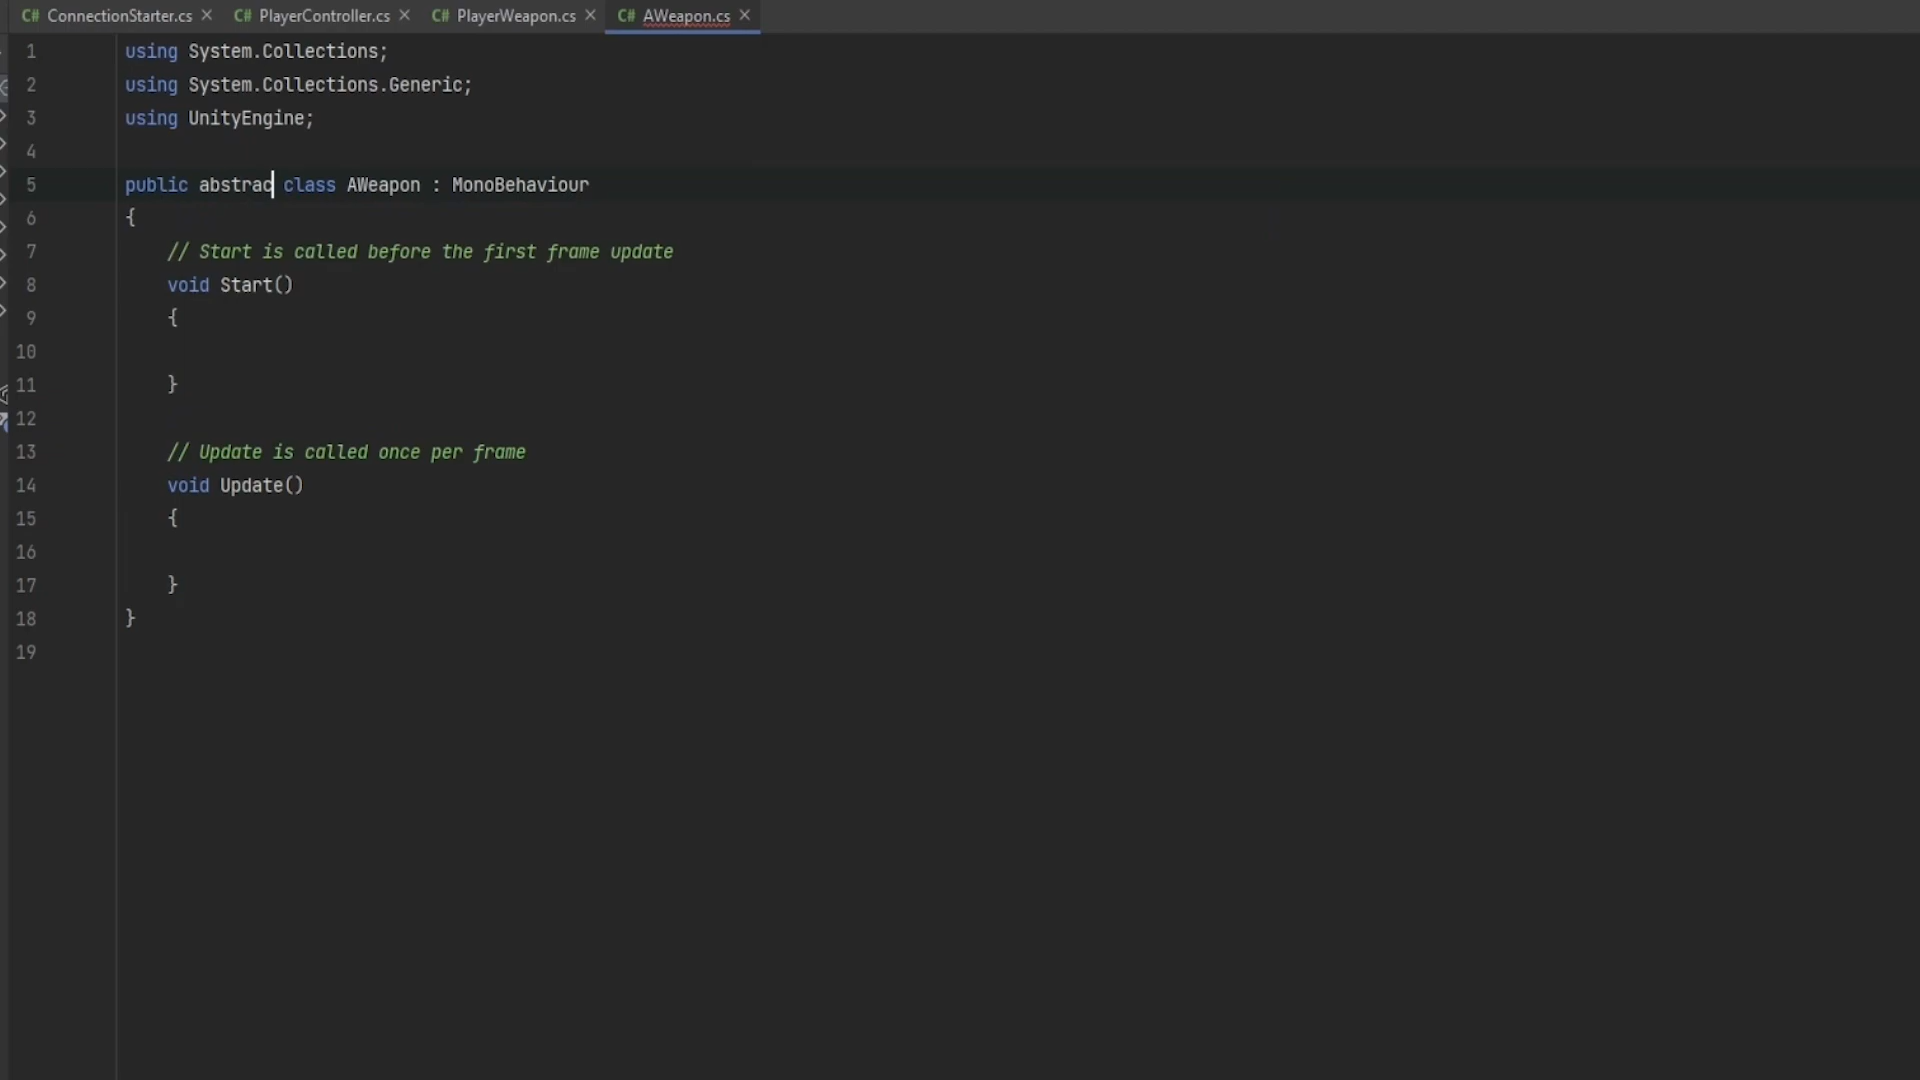 C# ConnectionStarter.cs × C# PlayerController.cs × C# PlayerWeapon.cs × C# AWeapon.cs ×
1 using System.Collections;
2 using System.Collections.Generic;
3 using UnityEngine;
4
5 public abstrac class AWeapon : MonoBehaviour
6 {
7 // Start is called before the first frame update
8 void Start()
9 {
10
11 }
12
13 // Update is called once per frame
14 void Update()
15 {
16
17 }
18 }
19